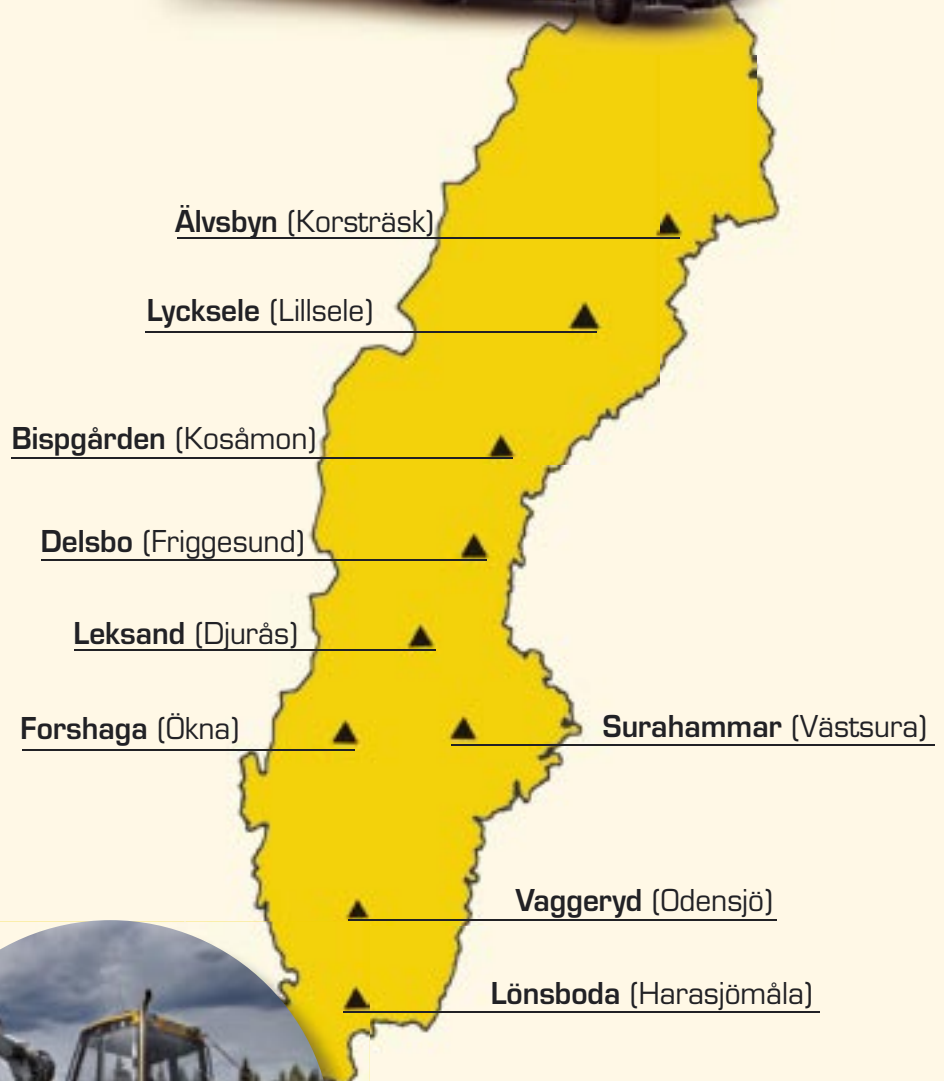 Älvsbyn (Korsträsk)
Lycksele (Lillsele)
Bispgården (Kosåmon)
Delsbo (Friggesund)
Leksand (Djurås)
Forshaga (Ökna)
Surahammar (Västsura)
Vaggeryd (Odensjö)
Lönsboda (Harasjömåla)